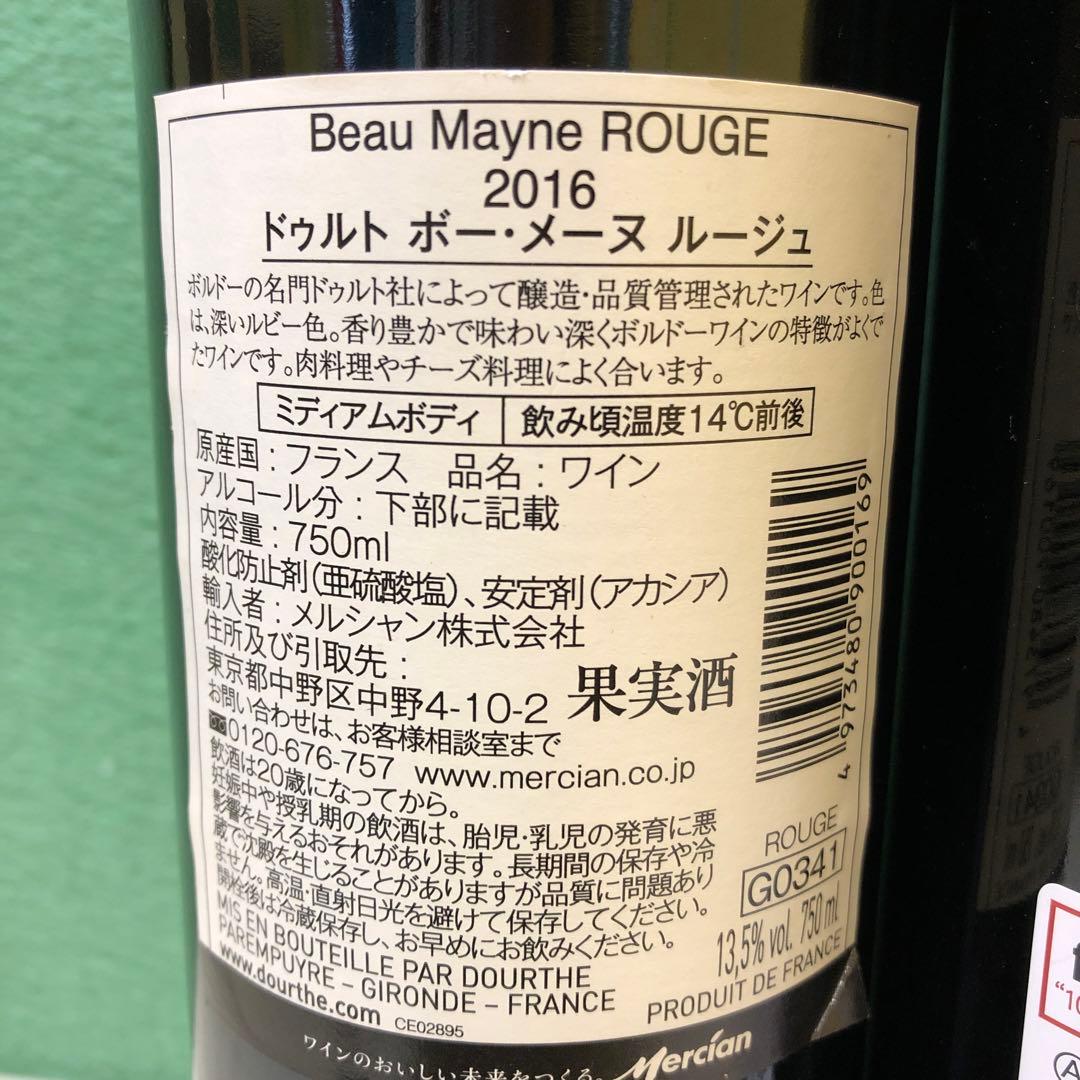 Beau Mayne ROUGE
2016
ドゥルト ボー・メーヌ ルージュ
ボルドーの名門ドゥルト社によって醸造・品質管理されたワインです。色
は、深いルビー色。香り豊かで味わい深くボルドーワインの特徴がよくで
たワインです。肉料理やチーズ料理によく合います。
ミディアムボディ 飲み頃温度14℃前後
原産国：フランス 品名：ワイン
アルコール分：下部に記載
内容量：750ml
酸化防止剤（亜硫酸塩）、安定剤（アカシア）
輸入者：メルシャン株式会社
住所及び引取先：
東京都中野区中野4-10-2
果実酒
お問い合わせは、お客様相談室まで
0120-676-757 www.mercian.co.jp
飲酒は20歳になってから。
妊娠中や授乳期の飲酒は、胎児・乳児の発育に悪
影響を与えるおそれがあります。長期間の保存や冷
蔵で沈殿を生じることがありますが品質に問題あり
ません。高温・直射日光を避けて保存してください。
開栓後は冷蔵保存し、お早めにお飲みください。
MIS EN BOUTEILLE PAR DOURTHE
PAREMPUYRE – GIRONDE – FRANCE
www.dourthe.com CE02895
4 973480 900169
ROUGE
G0341
13,5% vol. 750 ml
PRODUIT DE FRANCE
ワインのおいしい未来をつくる。 Mercian